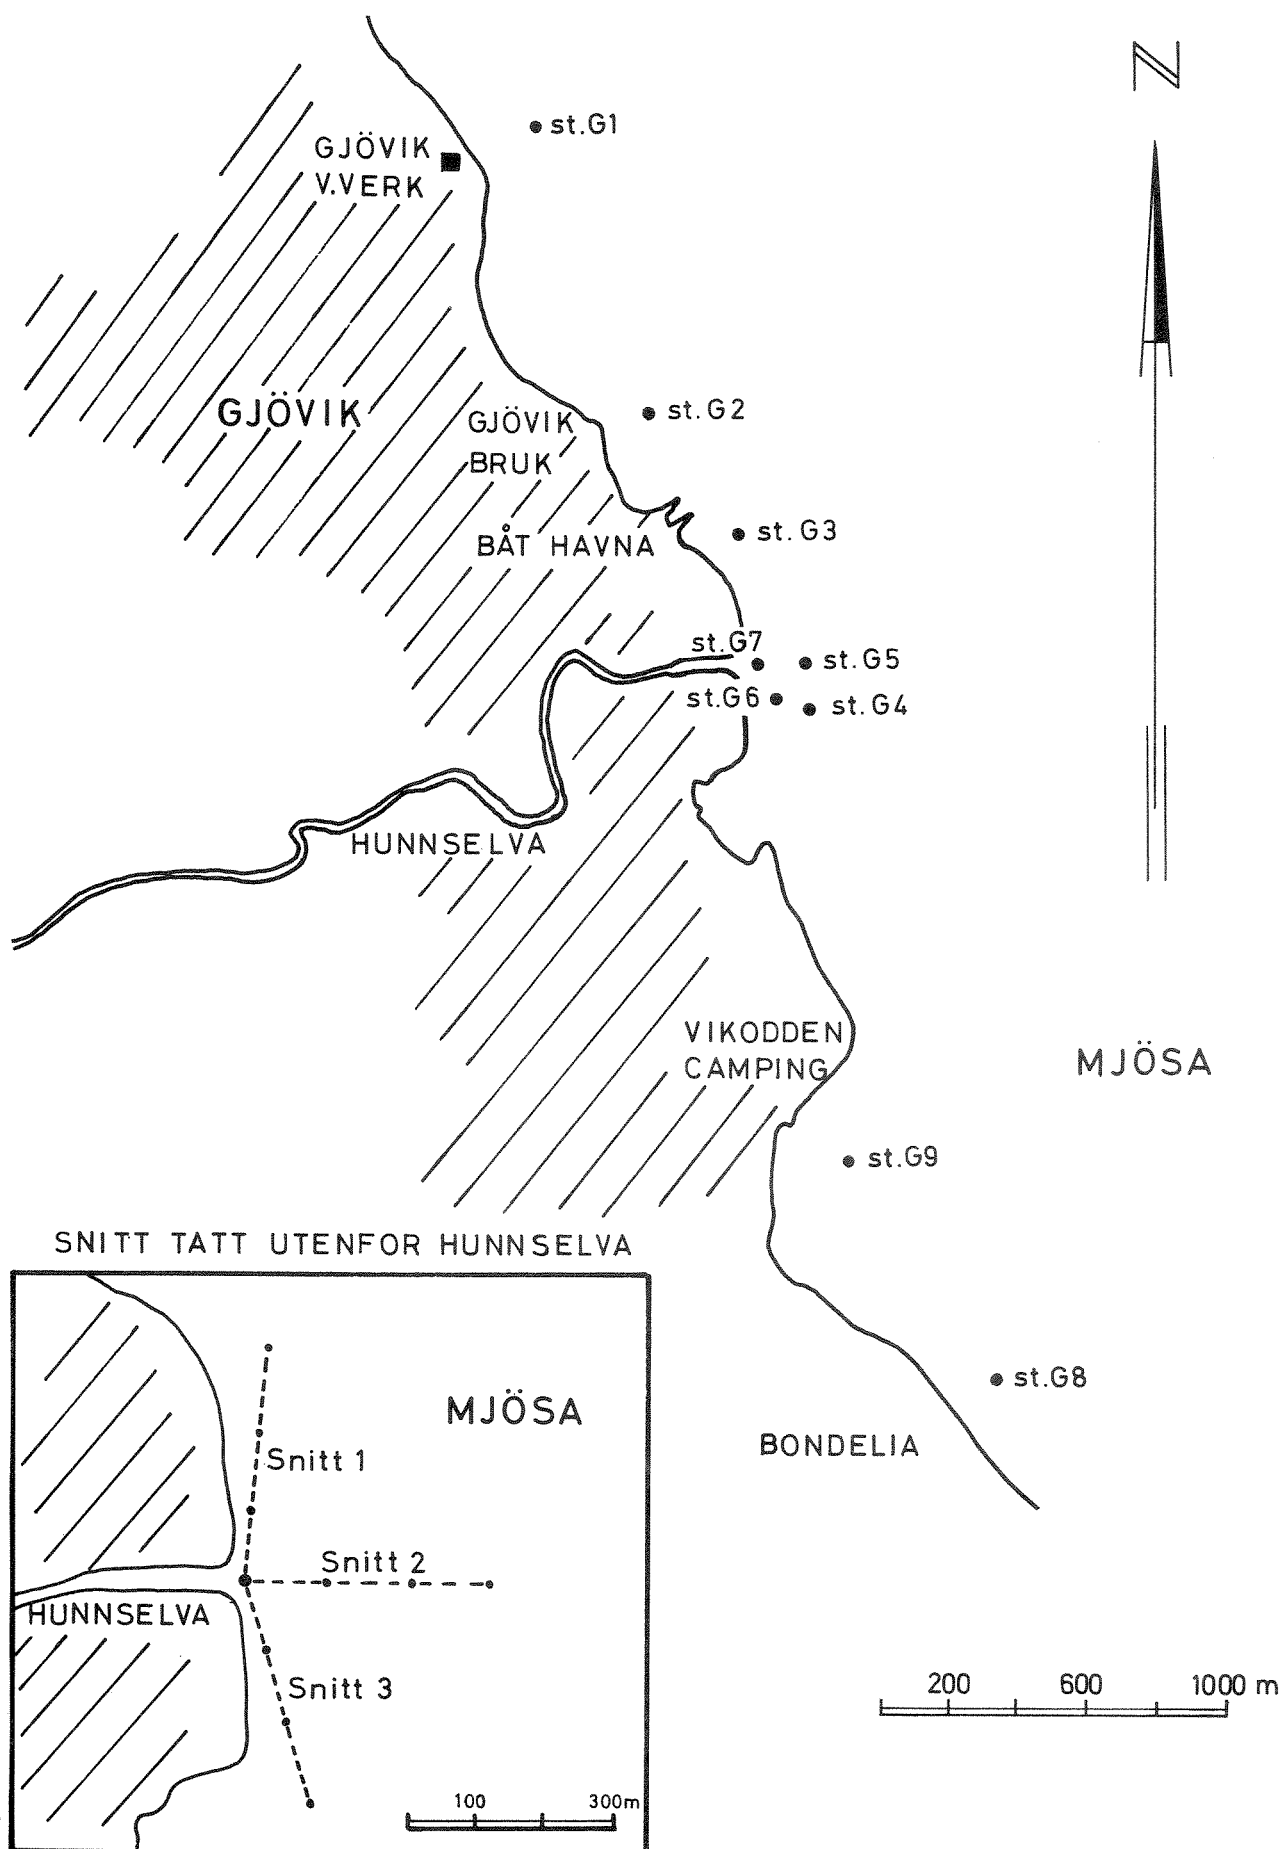 N
st.G1
GJÖVIK
V.VERK
GJÖVIK
st.G2
GJÖVIK
BRUK
st.G3
BÅT HAVNA
st.G7
st.G5
st.G6
st.G4
HUNNSELVA
VIKODDEN
CAMPING
MJÖSA
st.G9
st.G8
BONDELIA
SNITT TATT UTENFOR HUNNSELVA
MJÖSA
Snitt 1
Snitt 2
HUNNSELVA
Snitt 3
100 300m
200 600 1000 m